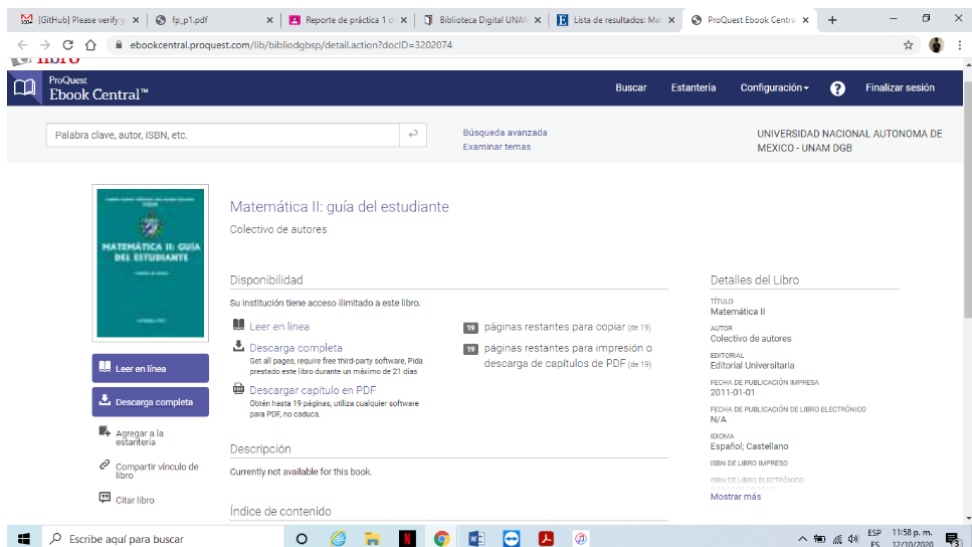 [GitHub] Please verify y
fp_p1.pdf
Reporte de práctica 1 d
Biblioteca Digital UNAM
Lista de resultados: Mat
ProQuest Ebook Centra
ebookcentral.proquest.com/lib/bibliodgbsp/detail.action?docID=3202074
libro
ProQuest
Ebook Central™
Buscar
Estantería
Configuración
Finalizar sesión
Palabra clave, autor, ISBN, etc.
Búsqueda avanzada
Examinar temas
UNIVERSIDAD NACIONAL AUTONOMA DE
MEXICO - UNAM DGB
MATEMÁTICA II: GUÍA
DEL ESTUDIANTE
Matemática II: guía del estudiante
Colectivo de autores
Disponibilidad
Su institución tiene acceso ilimitado a este libro.
Leer en línea
Descarga completa
Get all pages, require free third-party software, Pida
prestado este libro durante un máximo de 21 días
Descargar capítulo en PDF
Obtén hasta 19 páginas, utiliza cualquier software
para PDF, no caduca.
19 páginas restantes para copiar (de 19)
19 páginas restantes para impresión o
descarga de capítulos de PDF (de 19)
Descripción
Currently not available for this book.
Índice de contenido
Leer en línea
Descarga completa
Agregar a la
estantería
Compartir vínculo de
libro
Citar libro
Detalles del Libro
TÍTULO
Matemática II
AUTOR
Colectivo de autores
EDITORIAL
Editorial Universitaria
FECHA DE PUBLICACIÓN IMPRESA
2011-01-01
FECHA DE PUBLICACIÓN DE LIBRO ELECTRÓNICO
N/A
IDIOMA
Español; Castellano
ISBN DE LIBRO IMPRESO
ISBN DE LIBRO ELECTRÓNICO
Mostrar más
Escribe aquí para buscar
ESP
ES
11:58 p. m.
12/10/2020